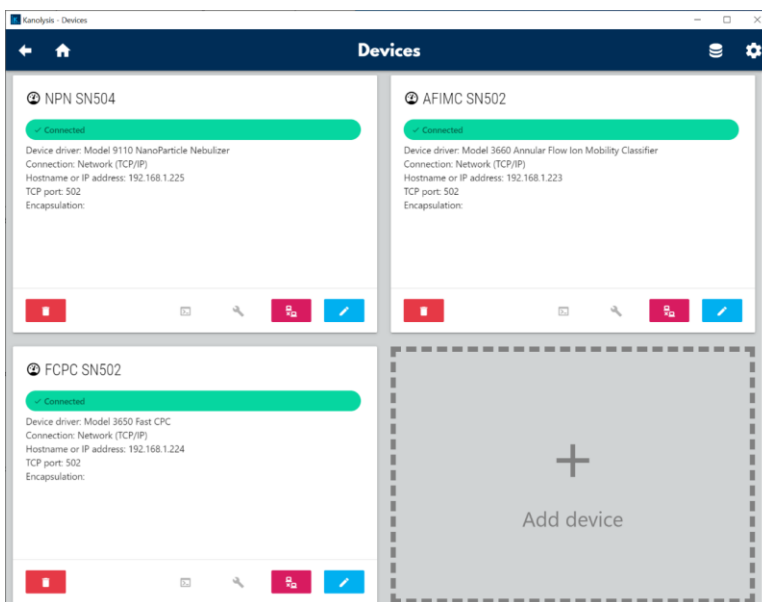 Kanolysis - Devices
Devices
NPN SN504
Connected
Device driver: Model 9110 NanoParticle Nebulizer
Connection: Network (TCP/IP)
Hostname or IP address: 192.168.1.225
TCP port: 502
Encapsulation:
AFIMC SN502
Connected
Device driver: Model 3660 Annular Flow Ion Mobility Classifier
Connection: Network (TCP/IP)
Hostname or IP address: 192.168.1.223
TCP port: 502
Encapsulation:
FCPC SN502
Connected
Device driver: Model 3650 Fast CPC
Connection: Network (TCP/IP)
Hostname or IP address: 192.168.1.224
TCP port: 502
Encapsulation:
Add device